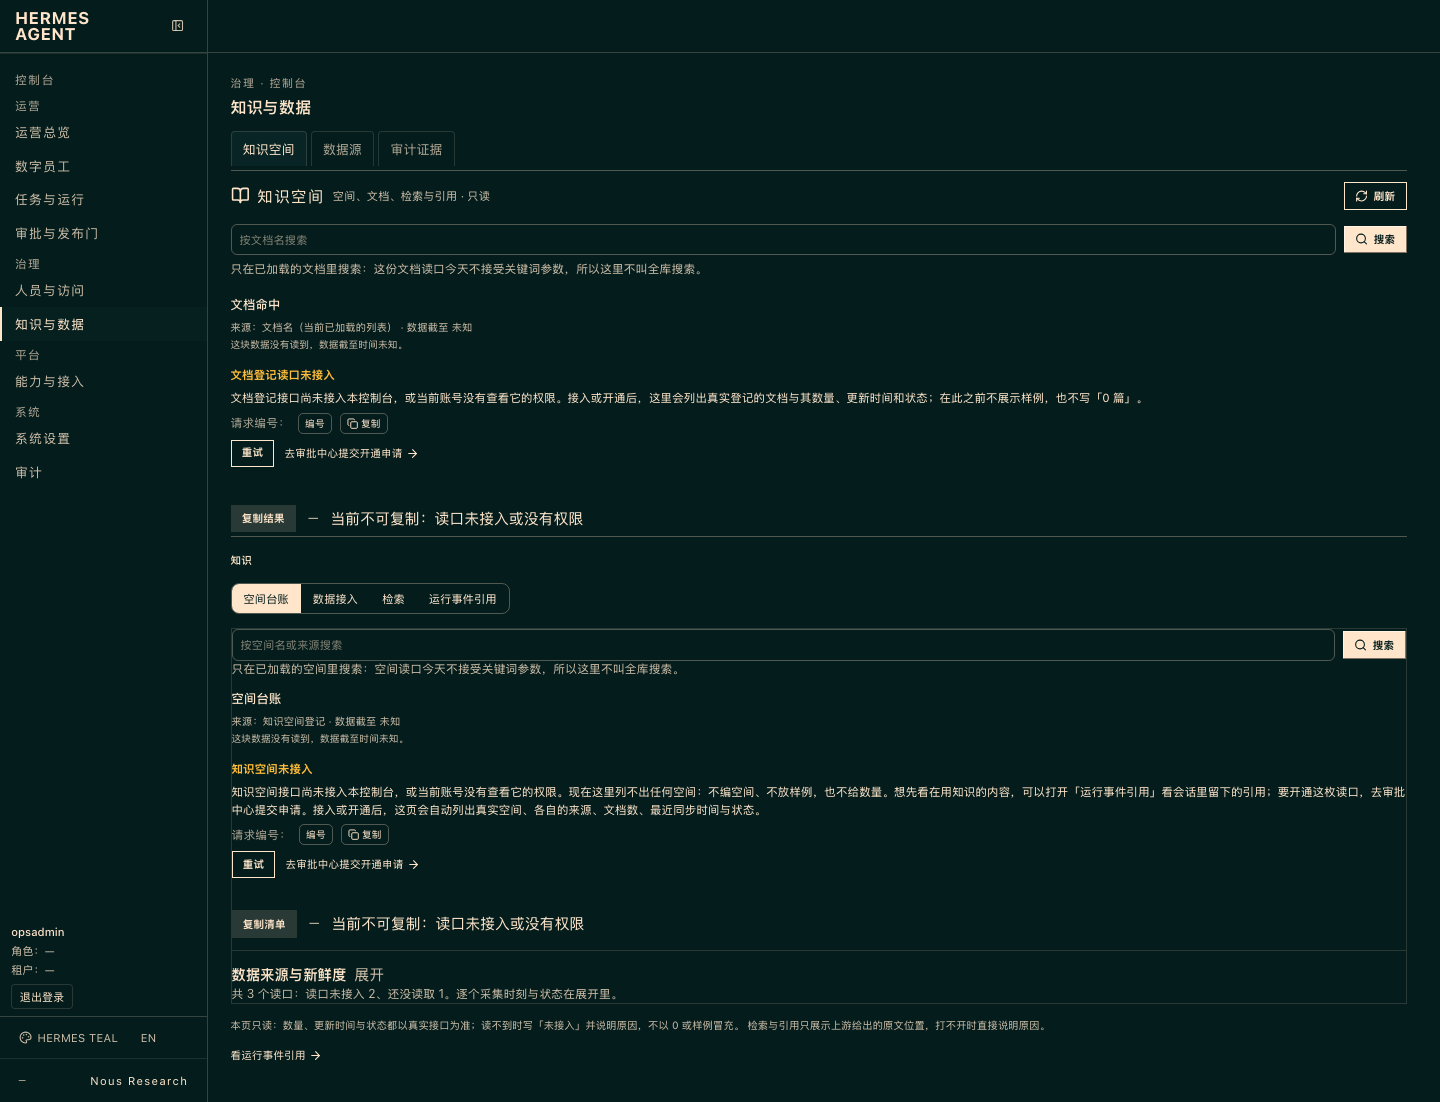 HERMES
AGENT
控制台
运营
运营总览
数字员工
任务与运行
审批与发布门
治理
人员与访问
知识与数据
平台
能力与接入
系统
系统设置
审计
opsadmin
角色：—
租户：—
退出登录
HERMES TEAL
EN
—
Nous Research
治理 · 控制台
知识与数据
知识空间
数据源
审计证据
知识空间 空间、文档、检索与引用 · 只读
刷新
按文档名搜索
搜索
只在已加载的文档里搜索：这份文档读口今天不接受关键词参数，所以这里不叫全库搜索。
文档命中
来源：文档名（当前已加载的列表） · 数据截至 未知
这块数据没有读到，数据截至时间未知。
文档登记读口未接入
文档登记接口尚未接入本控制台，或当前账号没有查看它的权限。接入或开通后，这里会列出真实登记的文档与其数量、更新时间和状态；在此之前不展示样例，也不写「0 篇」。
请求编号： 编号 复制
重试 去审批中心提交开通申请 →
复制结果 — 当前不可复制：读口未接入或没有权限
知识
空间台账 数据接入 检索 运行事件引用
按空间名或来源搜索
搜索
只在已加载的空间里搜索：空间读口今天不接受关键词参数，所以这里不叫全库搜索。
空间台账
来源：知识空间登记 · 数据截至 未知
这块数据没有读到，数据截至时间未知。
知识空间未接入
知识空间接口尚未接入本控制台，或当前账号没有查看它的权限。现在这里列不出任何空间：不编空间、不放样例，也不给数量。想先看在用知识的内容，可以打开「运行事件引用」看会话里留下的引用；要开通这枚读口，去审批
中心提交申请。接入或开通后，这页会自动列出真实空间、各自的来源、文档数、最近同步时间与状态。
请求编号： 编号 复制
重试 去审批中心提交开通申请 →
复制清单 — 当前不可复制：读口未接入或没有权限
数据来源与新鲜度 展开
共 3 个读口：读口未接入 2、还没读取 1。逐个采集时刻与状态在展开里。
本页只读：数量、更新时间与状态都以真实接口为准；读不到时写「未接入」并说明原因，不以 0 或样例冒充。 检索与引用只展示上游给出的原文位置，打不开时直接说明原因。
看运行事件引用 →